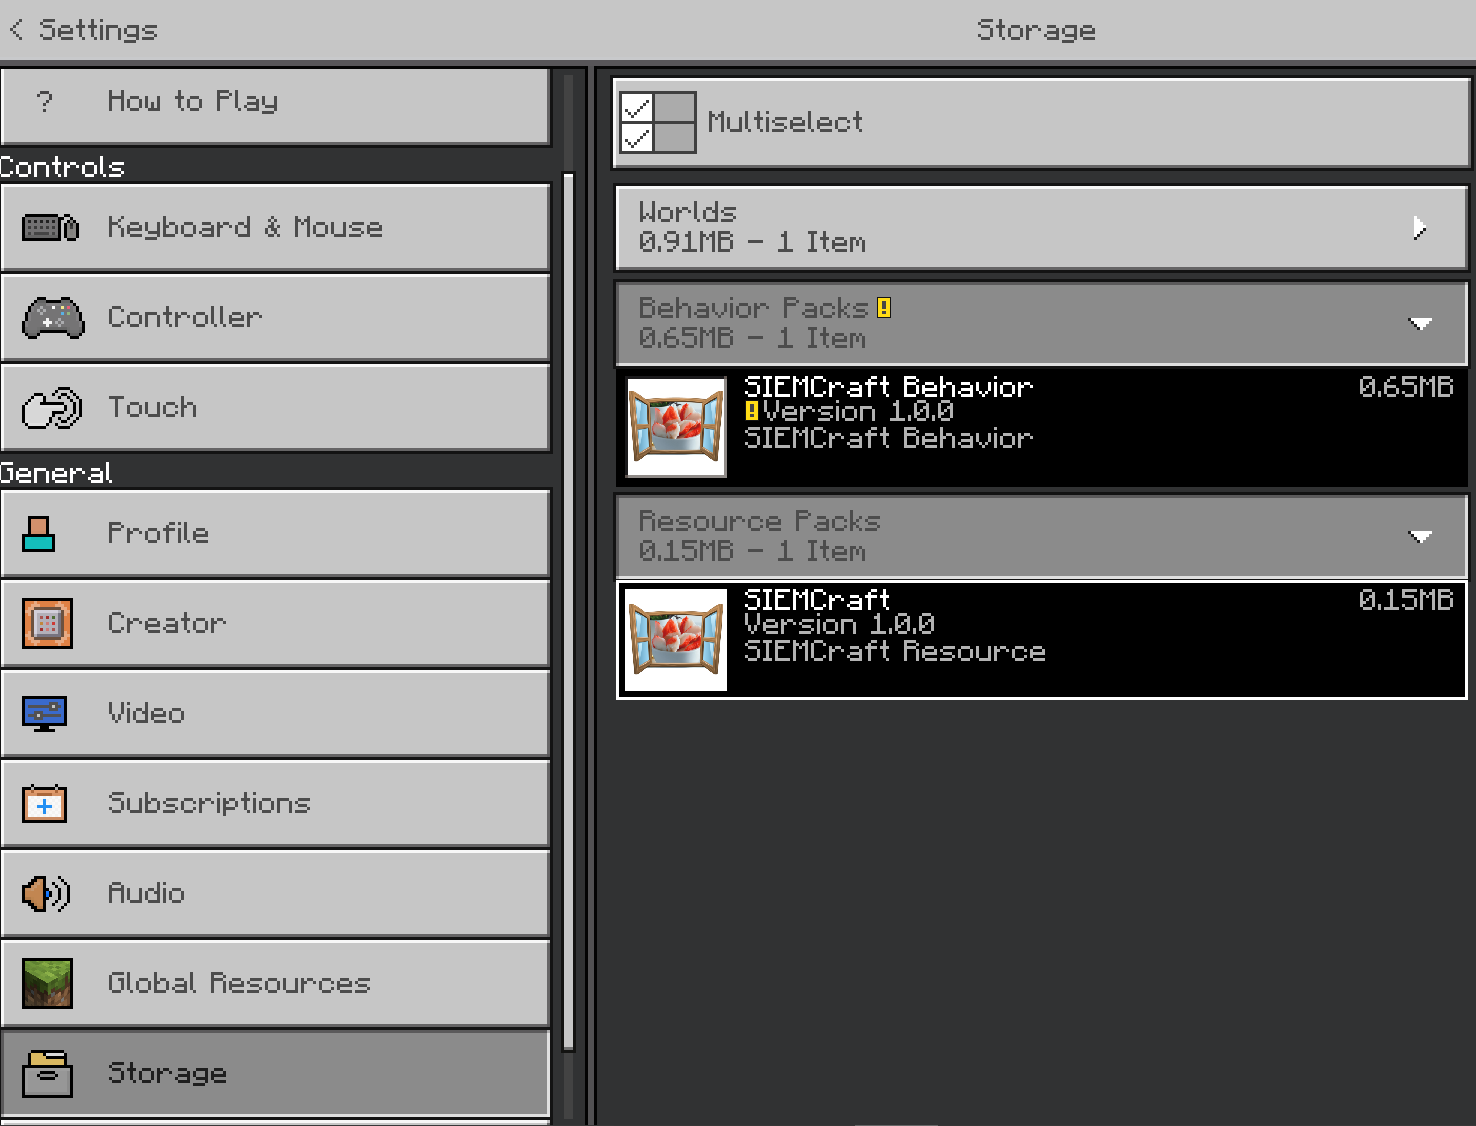 Settings
Storage
? How to Play
Controls
Keyboard & Mouse
Controller
Touch
General
Profile
Creator
Video
Subscriptions
Audio
Global Resources
Storage
Multiselect
Worlds
0.91MB - 1 Item
Behavior Packs !
0.65MB - 1 Item
SIEMCraft Behavior 0.65MB
! Version 1.0.0
SIEMCraft Behavior
Resource Packs
0.15MB - 1 Item
SIEMCraft 0.15MB
Version 1.0.0
SIEMCraft Resource